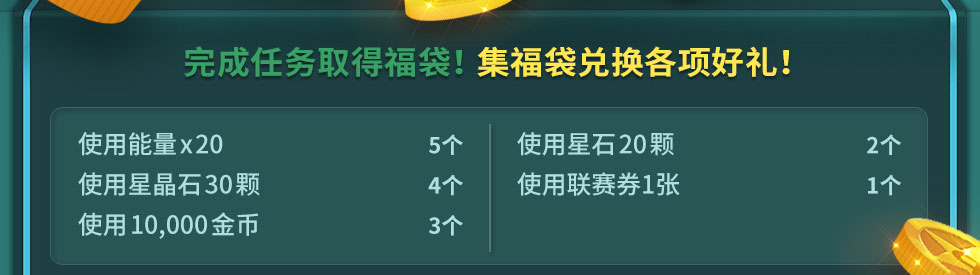 完成任务取得福袋！集福袋兑换各项好礼！
使用能量x20 5个
使用星晶石30颗 4个
使用10,000金币 3个
使用星石20颗 2个
使用联赛券1张 1个